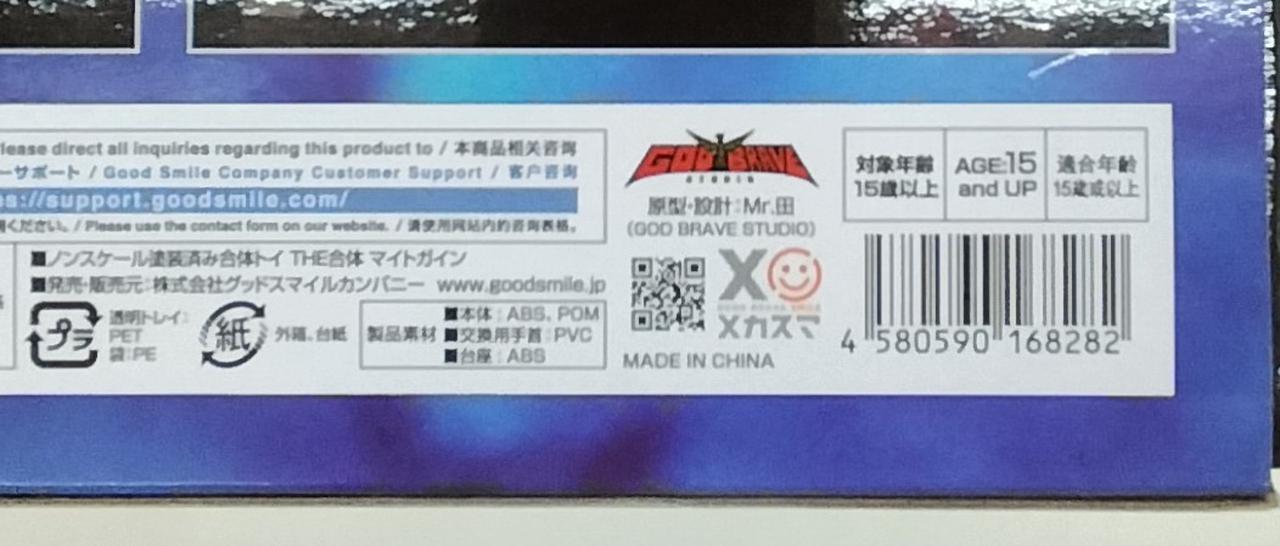 lease direct all inquiries regarding this product to / 本商品相关咨询
ーサポート / Good Smile Company Customer Support / 客户咨询
s://support.goodsmile.com/
ください。/ Please use the contact form on our website. / 请使用网站内的咨询表格。
■ノンスケール塗装済み合体トイ THE合体 マイトガイン
■発売・販売元：株式会社グッドスマイルカンパニー www.goodsmile.jp
プラ
透明トレイ：
PET
袋：PE
紙
外箱、台紙
製品素材
■本体：ABS、POM
■交換用手首：PVC
■台座：ABS
GOD BRAVE
STUDIO
原型・設計：Mr.田
(GOD BRAVE STUDIO)
メカスマ
MADE IN CHINA
対象年齢
15歳以上
AGE:15
and UP
適合年齡
15歲或以上
4 580590 168282